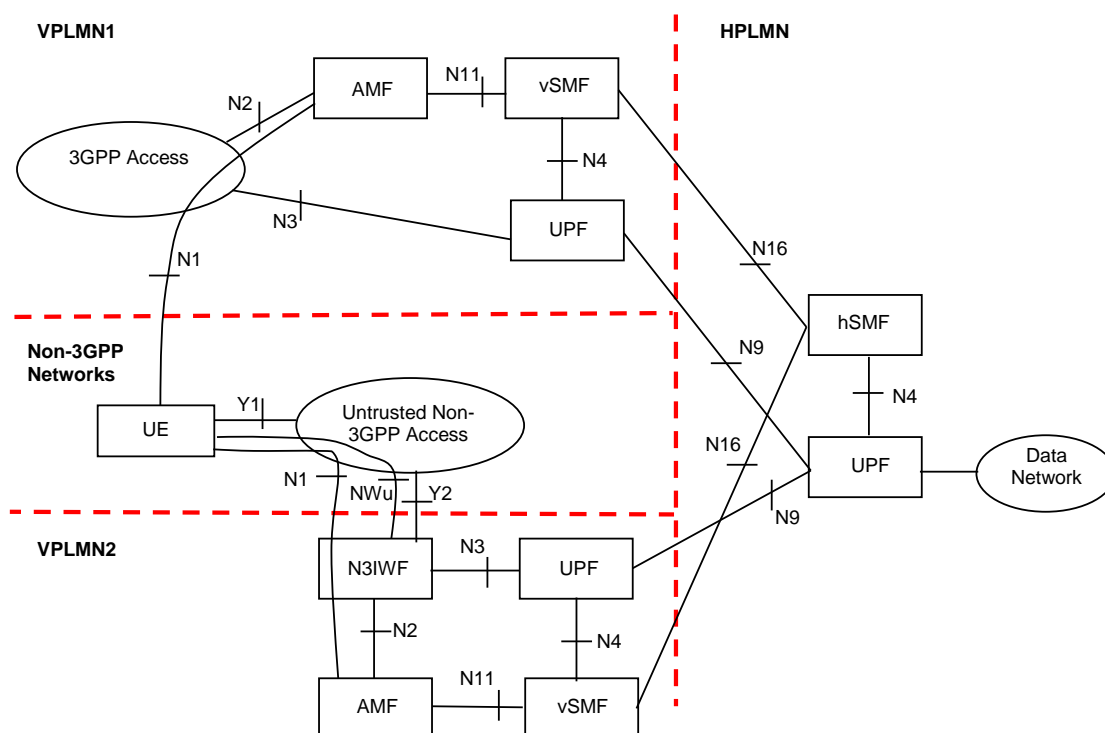 VPLMN1
HPLMN
AMF
N11
vSMF
N2
3GPP Access
N4
N3
UPF
N1
N16
hSMF
Non-3GPP
Networks
N9
N4
Y1
UE
Untrusted Non-
3GPP Access
N16
UPF
Data
Network
N1
NWu
Y2
N9
VPLMN2
N3IWF
N3
UPF
N2
N4
AMF
N11
vSMF